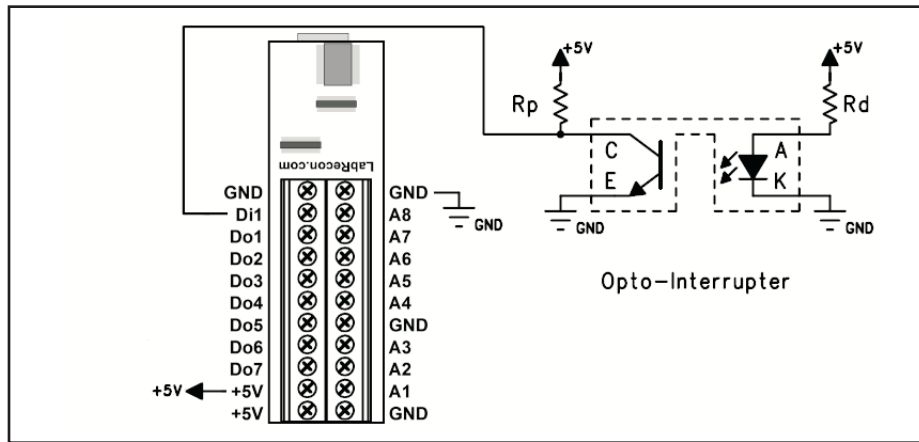 +5V
+5V
Rp
Rd
LabRecon.com
C
A
E
K
GND
GND
Di1
A8
GND
GND
GND
Do1
A7
Do2
A6
Do3
A5
Opto-Interrupter
Do4
A4
Do5
GND
Do6
A3
Do7
A2
+5V
+5V
A1
+5V
GND